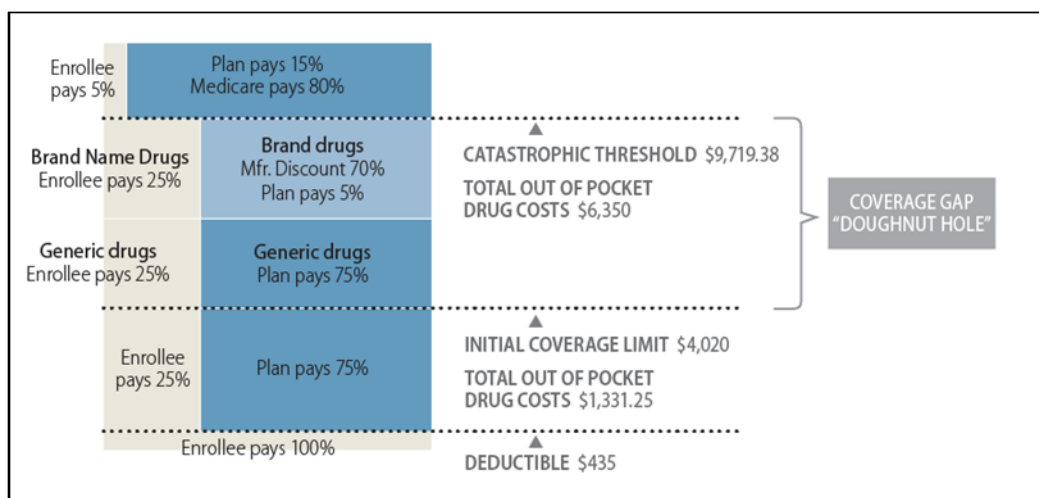 Enrollee
pays 5%
Plan pays 15%
Medicare pays 80%
Brand Name Drugs
Enrollee pays 25%
Brand drugs
Mfr. Discount 70%
Plan pays 5%
CATASTROPHIC THRESHOLD $9,719.38
TOTAL OUT OF POCKET
DRUG COSTS $6,350
COVERAGE GAP
"DOUGHNUT HOLE"
Generic drugs
Enrollee pays 25%
Generic drugs
Plan pays 75%
Enrollee
pays 25%
Plan pays 75%
INITIAL COVERAGE LIMIT $4,020
TOTAL OUT OF POCKET
DRUG COSTS $1,331.25
Enrollee pays 100%
DEDUCTIBLE $435